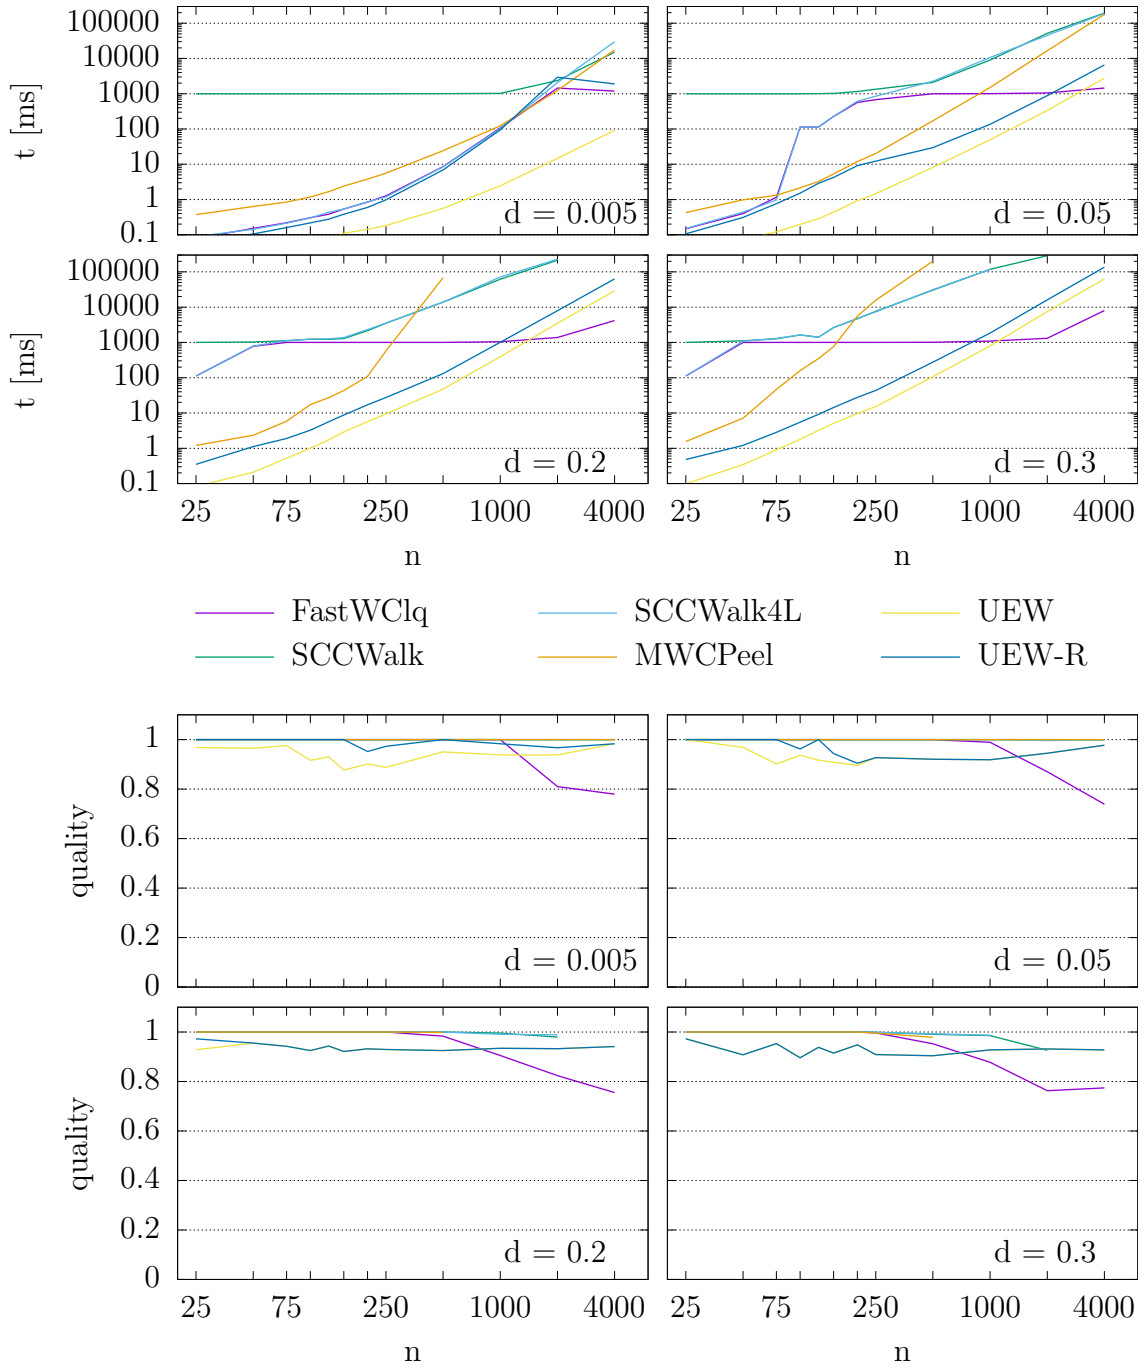 100000
10000
1000
100
10
1
0.1
t [ms]
d = 0.005
d = 0.05
100000
10000
1000
100
10
1
0.1
t [ms]
d = 0.2
d = 0.3
25 75 250 1000 4000
25 75 250 1000 4000
n
n
FastWClq SCCWalk4L UEW
SCCWalk MWCPeel UEW-R
1
0.8
0.6
0.4
0.2
0
quality
d = 0.005
d = 0.05
1
0.8
0.6
0.4
0.2
0
quality
d = 0.2
d = 0.3
25 75 250 1000 4000
25 75 250 1000 4000
n
n